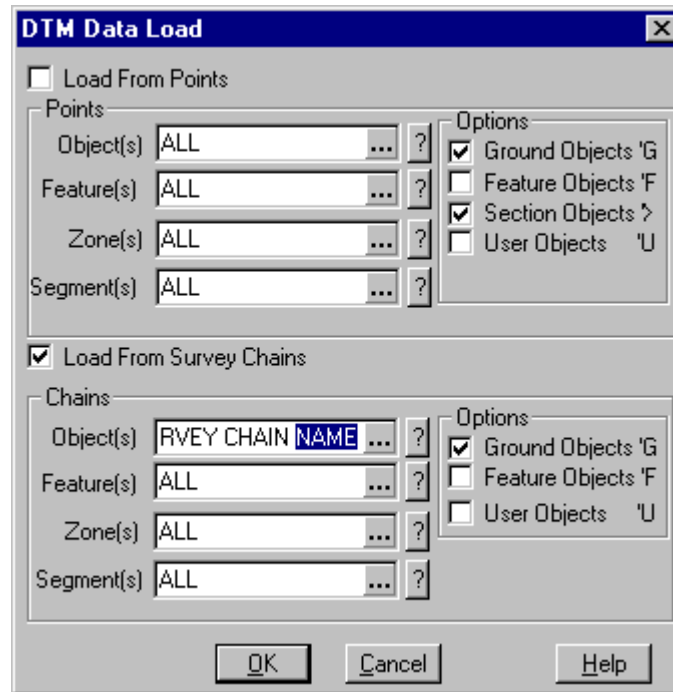 DTM Data Load
Load From Points
Points
Object(s) ALL ... ?
Feature(s) ALL ... ?
Zone(s) ALL ... ?
Segment(s) ALL ... ?
Options
Ground Objects 'G
Feature Objects 'F
Section Objects '>
User Objects 'U
Load From Survey Chains
Chains
Object(s) RVEY CHAIN NAME ... ?
Feature(s) ALL ... ?
Zone(s) ALL ... ?
Segment(s) ALL ... ?
Options
Ground Objects 'G
Feature Objects 'F
User Objects 'U
OK Cancel Help